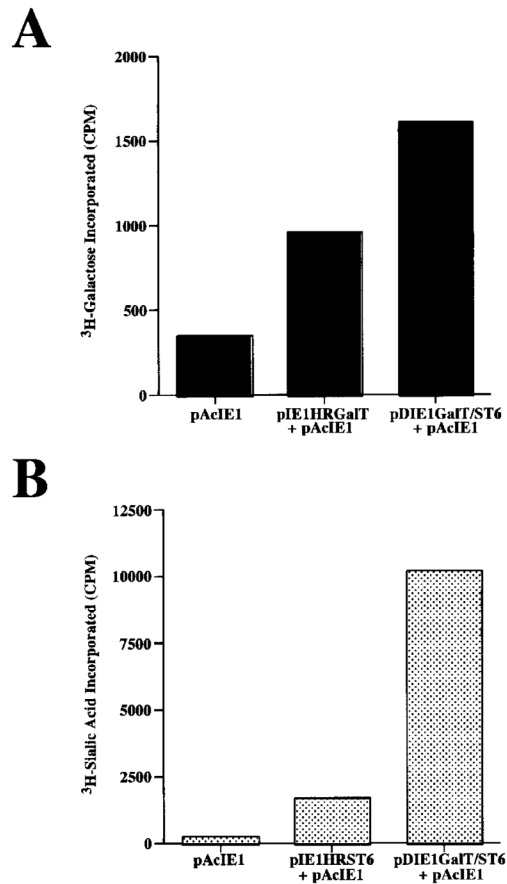 A
³H-Galactose Incorporated (CPM)
2000
1500
1000
500
0
pAcIE1
pIE1HRGalT
+ pAcIE1
pDIE1GalT/ST6
+ pAcIE1
B
³H-Sialic Acid Incorporated (CPM)
12500
10000
7500
5000
2500
0
pAcIE1
pIE1HRST6
+ pAcIE1
pDIE1GalT/ST6
+ pAcIE1